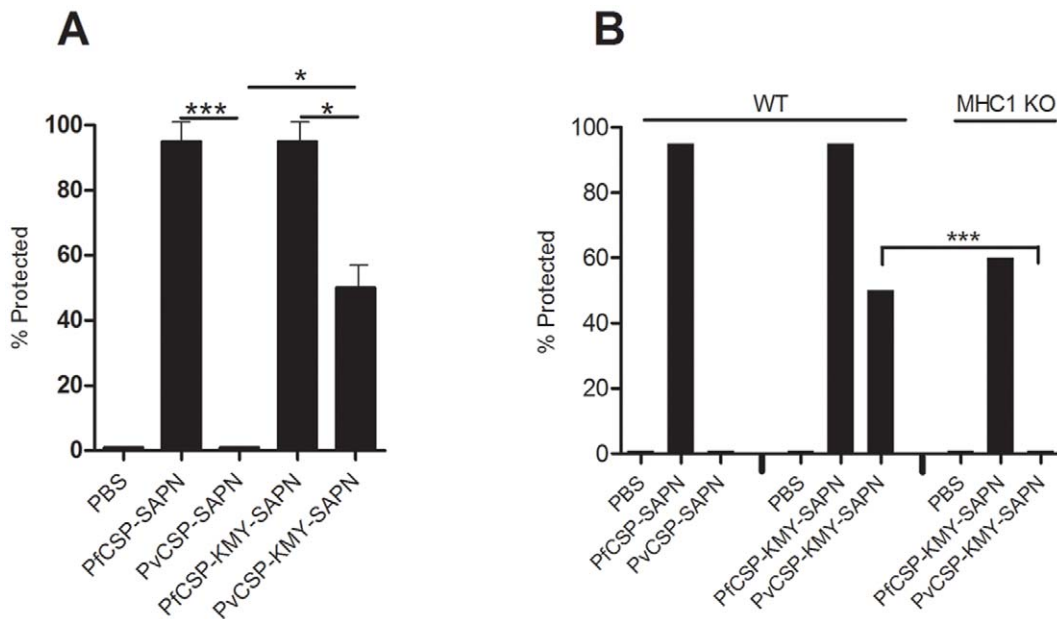 A
*
***
*
100
80
60
40
20
0
% Protected
PBS
PfCSP-SAPN
PvCSP-SAPN
PfCSP-KMY-SAPN
PvCSP-KMY-SAPN
B
WT
MHC1 KO
***
100
80
60
40
20
0
% Protected
PBS
PfCSP-SAPN
PvCSP-SAPN
PBS
PfCSP-KMY-SAPN
PvCSP-KMY-SAPN
PBS
PfCSP-KMY-SAPN
PvCSP-KMY-SAPN